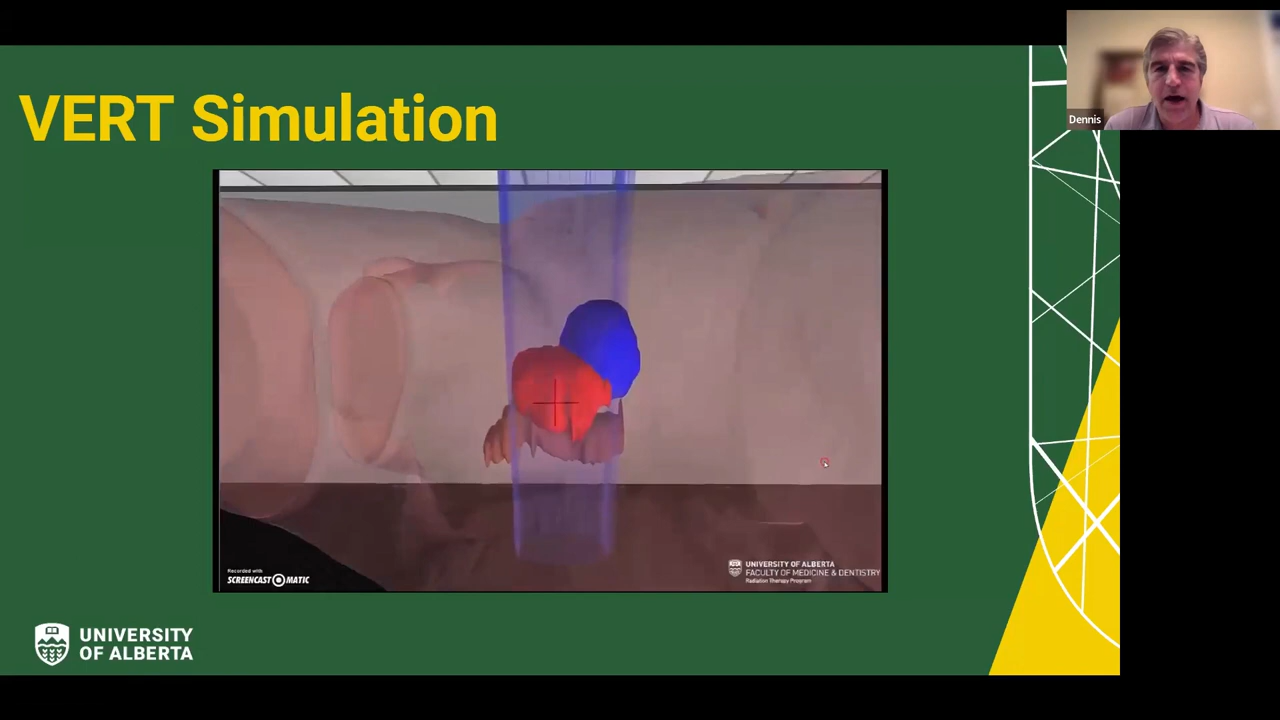 VERT Simulation
Dennis
Recorded with
SCREENCAST MATIC
UNIVERSITY OF ALBERTA
FACULTY OF MEDICINE & DENTISTRY
Radiation Therapy Program
UNIVERSITY
OF ALBERTA